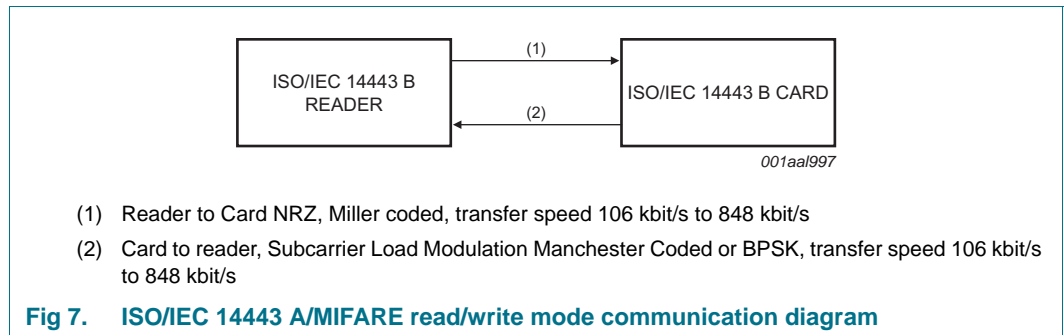 (1)
ISO/IEC 14443 B
READER
ISO/IEC 14443 B CARD
(2)
001aal997
(1) Reader to Card NRZ, Miller coded, transfer speed 106 kbit/s to 848 kbit/s
(2) Card to reader, Subcarrier Load Modulation Manchester Coded or BPSK, transfer speed 106 kbit/s
to 848 kbit/s
Fig 7. ISO/IEC 14443 A/MIFARE read/write mode communication diagram